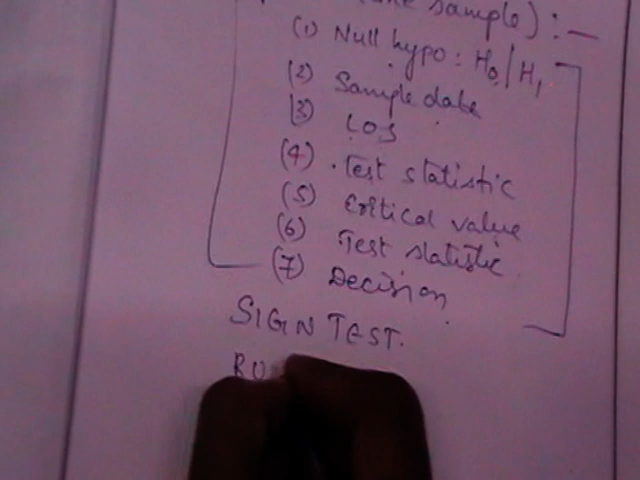 sample) : —
(1) Null hypo : H0/H1
(2) Sample data
(3) LOS
(4) Test statistic
(5) Critical value
(6) Test statistic
(7) Decision
SIGN TEST.
RU